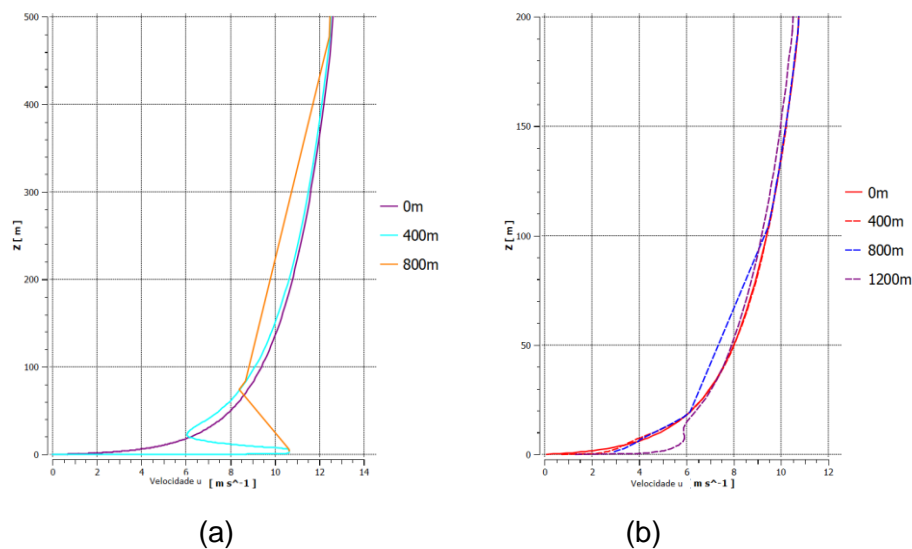 500
400
300
200
100
0
Z [ m ]
0 2 4 6 8 10 12 14
Velocidade u [ m s^-1 ]
0m
400m
800m
(a)
200
150
100
50
0
Z [ m ]
0 2 4 6 8 10 12
Velocidade u m s^-1 ]
0m
400m
800m
1200m
(b)